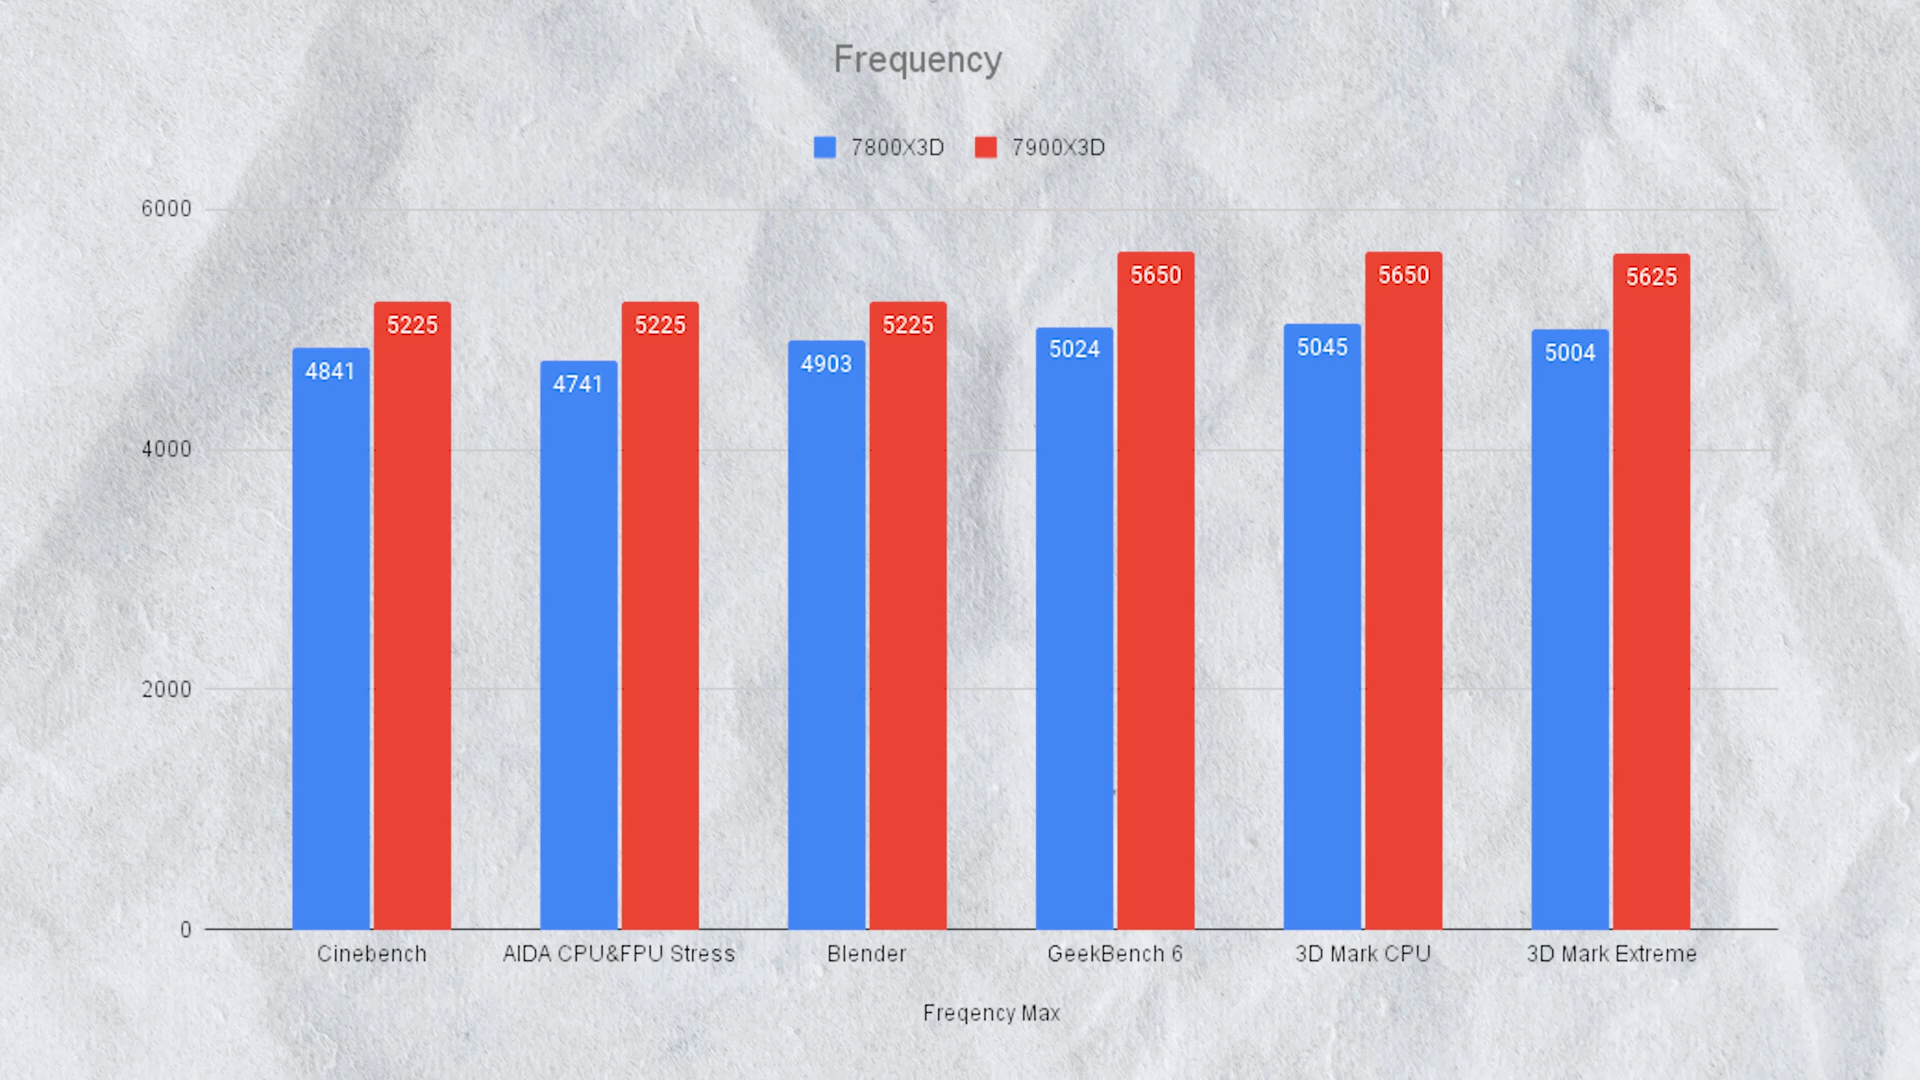 Frequency
7800X3D 7900X3D
6000
4000
2000
0
4841 5225 4741 5225 4903 5225 5024 5650 5045 5650 5004 5625
Cinebench AIDA CPU&FPU Stress Blender GeekBench 6 3D Mark CPU 3D Mark Extreme
Freqency Max